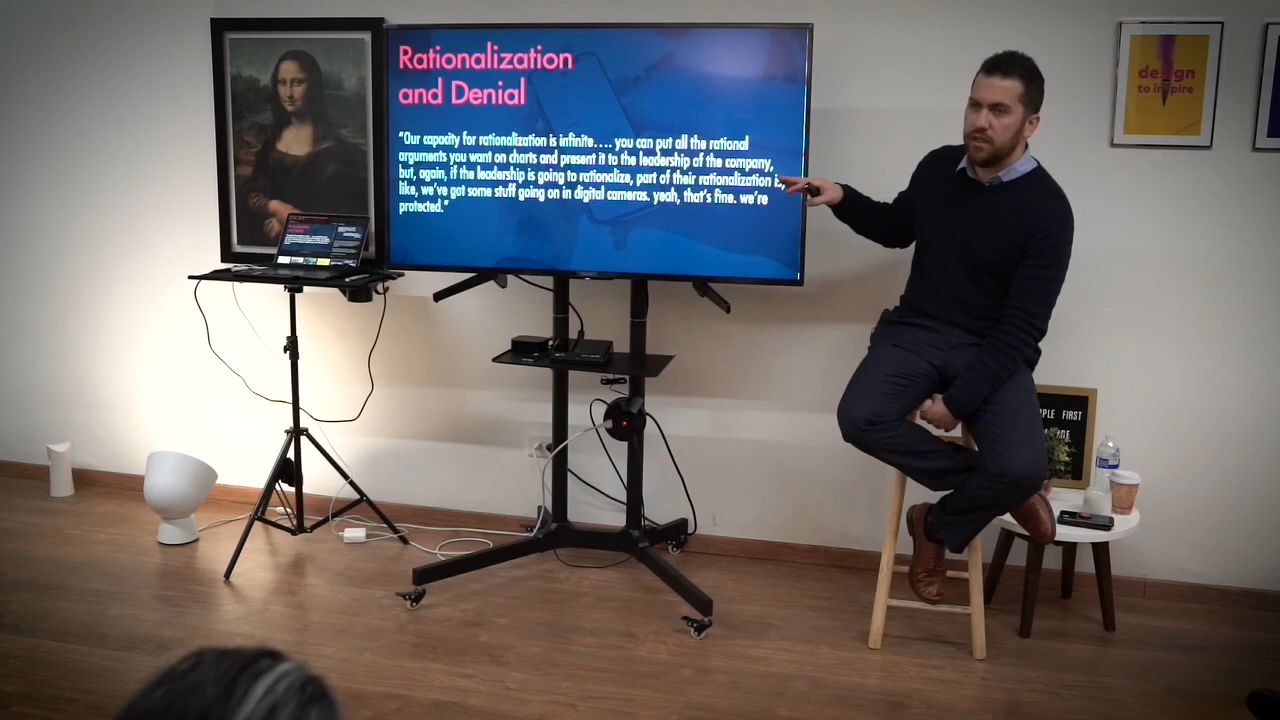 Rationalization
and Denial
“Our capacity for rationalization is infinite.... you can put all the rational
arguments you want on charts and present it to the leadership of the company,
but, again, if the leadership is going to rationalize, part of their rationalization is,
like, we’ve got some stuff going on in digital cameras. yeah, that’s fine. we’re
protected.”
design
to inspire
PLE FIRST